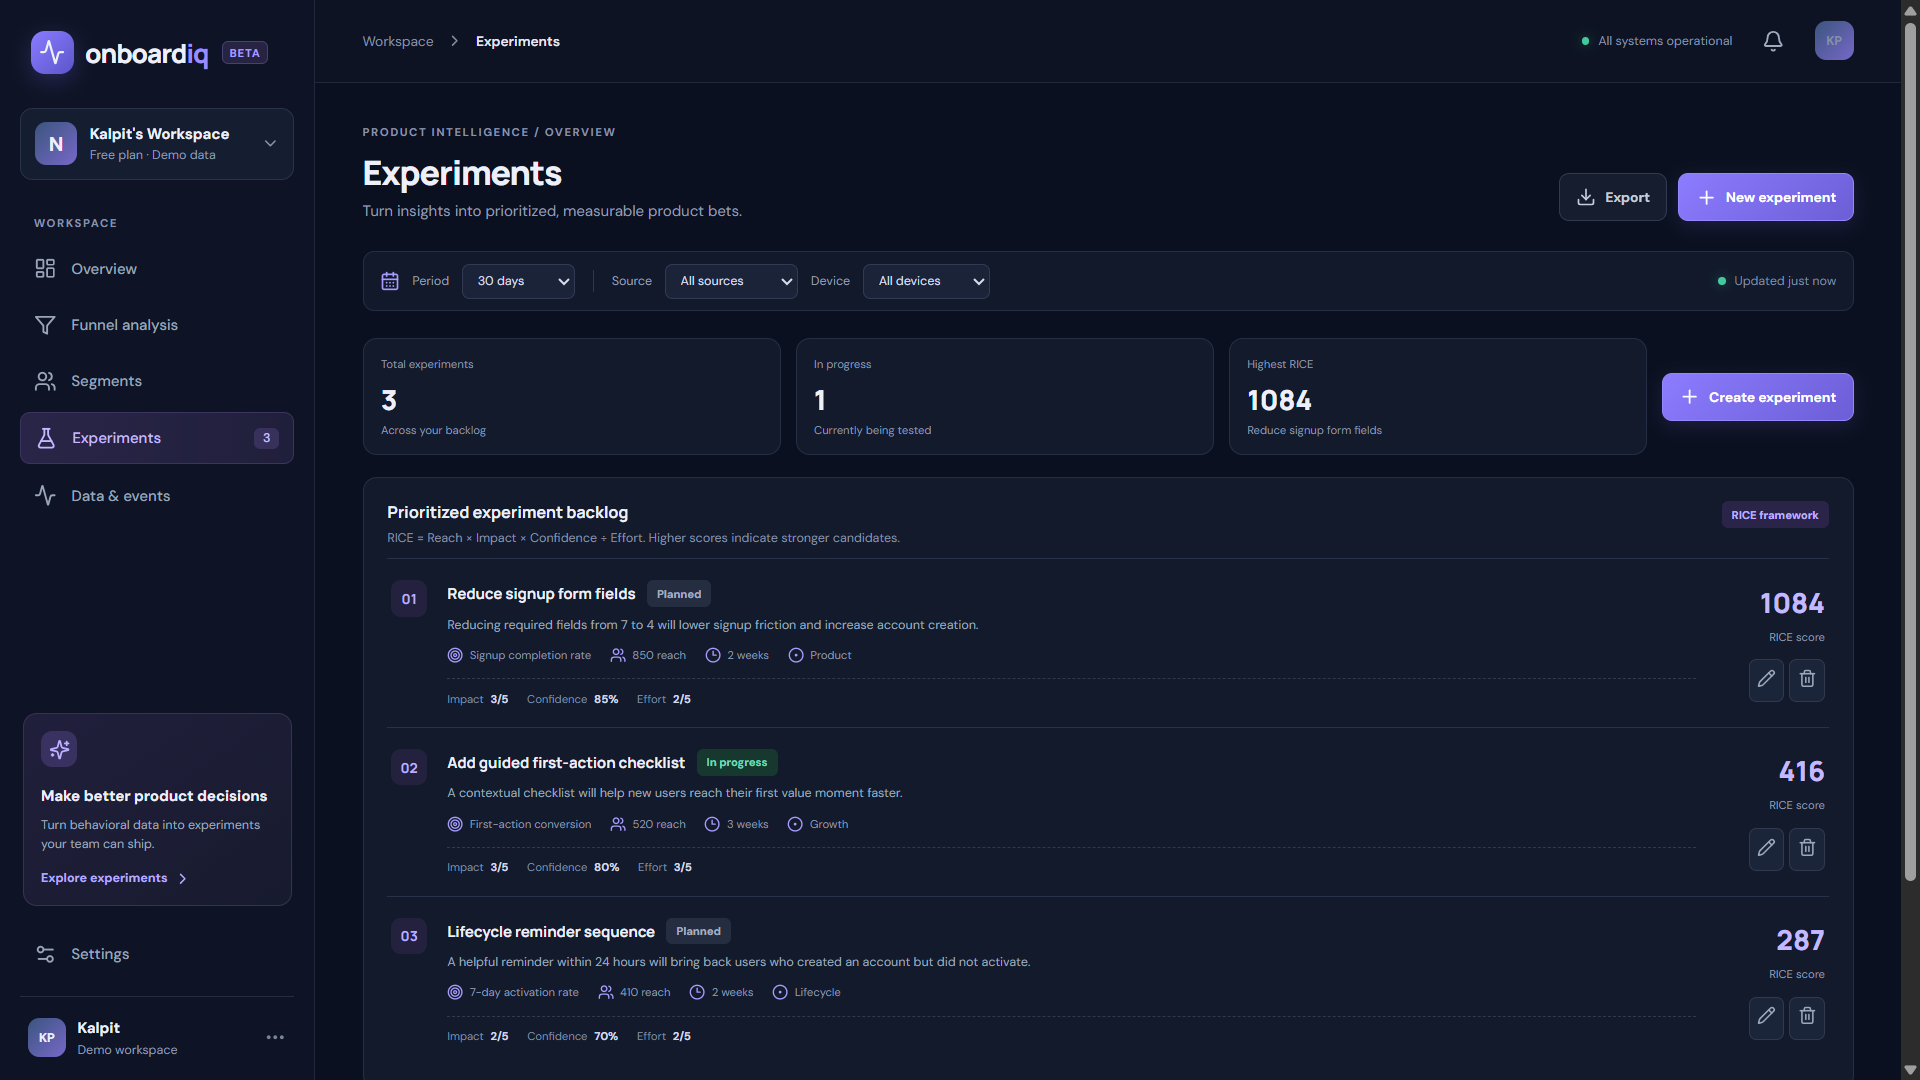 onboardiq BETA
Kalpit's Workspace
N
Free plan · Demo data
WORKSPACE
Overview
Funnel analysis
Segments
Experiments 3
Data & events
Make better product decisions
Turn behavioral data into experiments
your team can ship.
Explore experiments
Settings
KP
Kalpit
Demo workspace
Workspace > Experiments
All systems operational
KP
PRODUCT INTELLIGENCE / OVERVIEW
Experiments
Turn insights into prioritized, measurable product bets.
Export
+ New experiment
Period 30 days Source All sources Device All devices
Updated just now
Total experiments
3
Across your backlog
In progress
1
Currently being tested
Highest RICE
1084
Reduce signup form fields
+ Create experiment
Prioritized experiment backlog
RICE = Reach × Impact × Confidence ÷ Effort. Higher scores indicate stronger candidates.
RICE framework
01
Reduce signup form fields Planned
Reducing required fields from 7 to 4 will lower signup friction and increase account creation.
Signup completion rate 850 reach 2 weeks Product
Impact 3/5 Confidence 85% Effort 2/5
1084
RICE score
02
Add guided first-action checklist In progress
A contextual checklist will help new users reach their first value moment faster.
First-action conversion 520 reach 3 weeks Growth
Impact 3/5 Confidence 80% Effort 3/5
416
RICE score
03
Lifecycle reminder sequence Planned
A helpful reminder within 24 hours will bring back users who created an account but did not activate.
7-day activation rate 410 reach 2 weeks Lifecycle
Impact 2/5 Confidence 70% Effort 2/5
287
RICE score